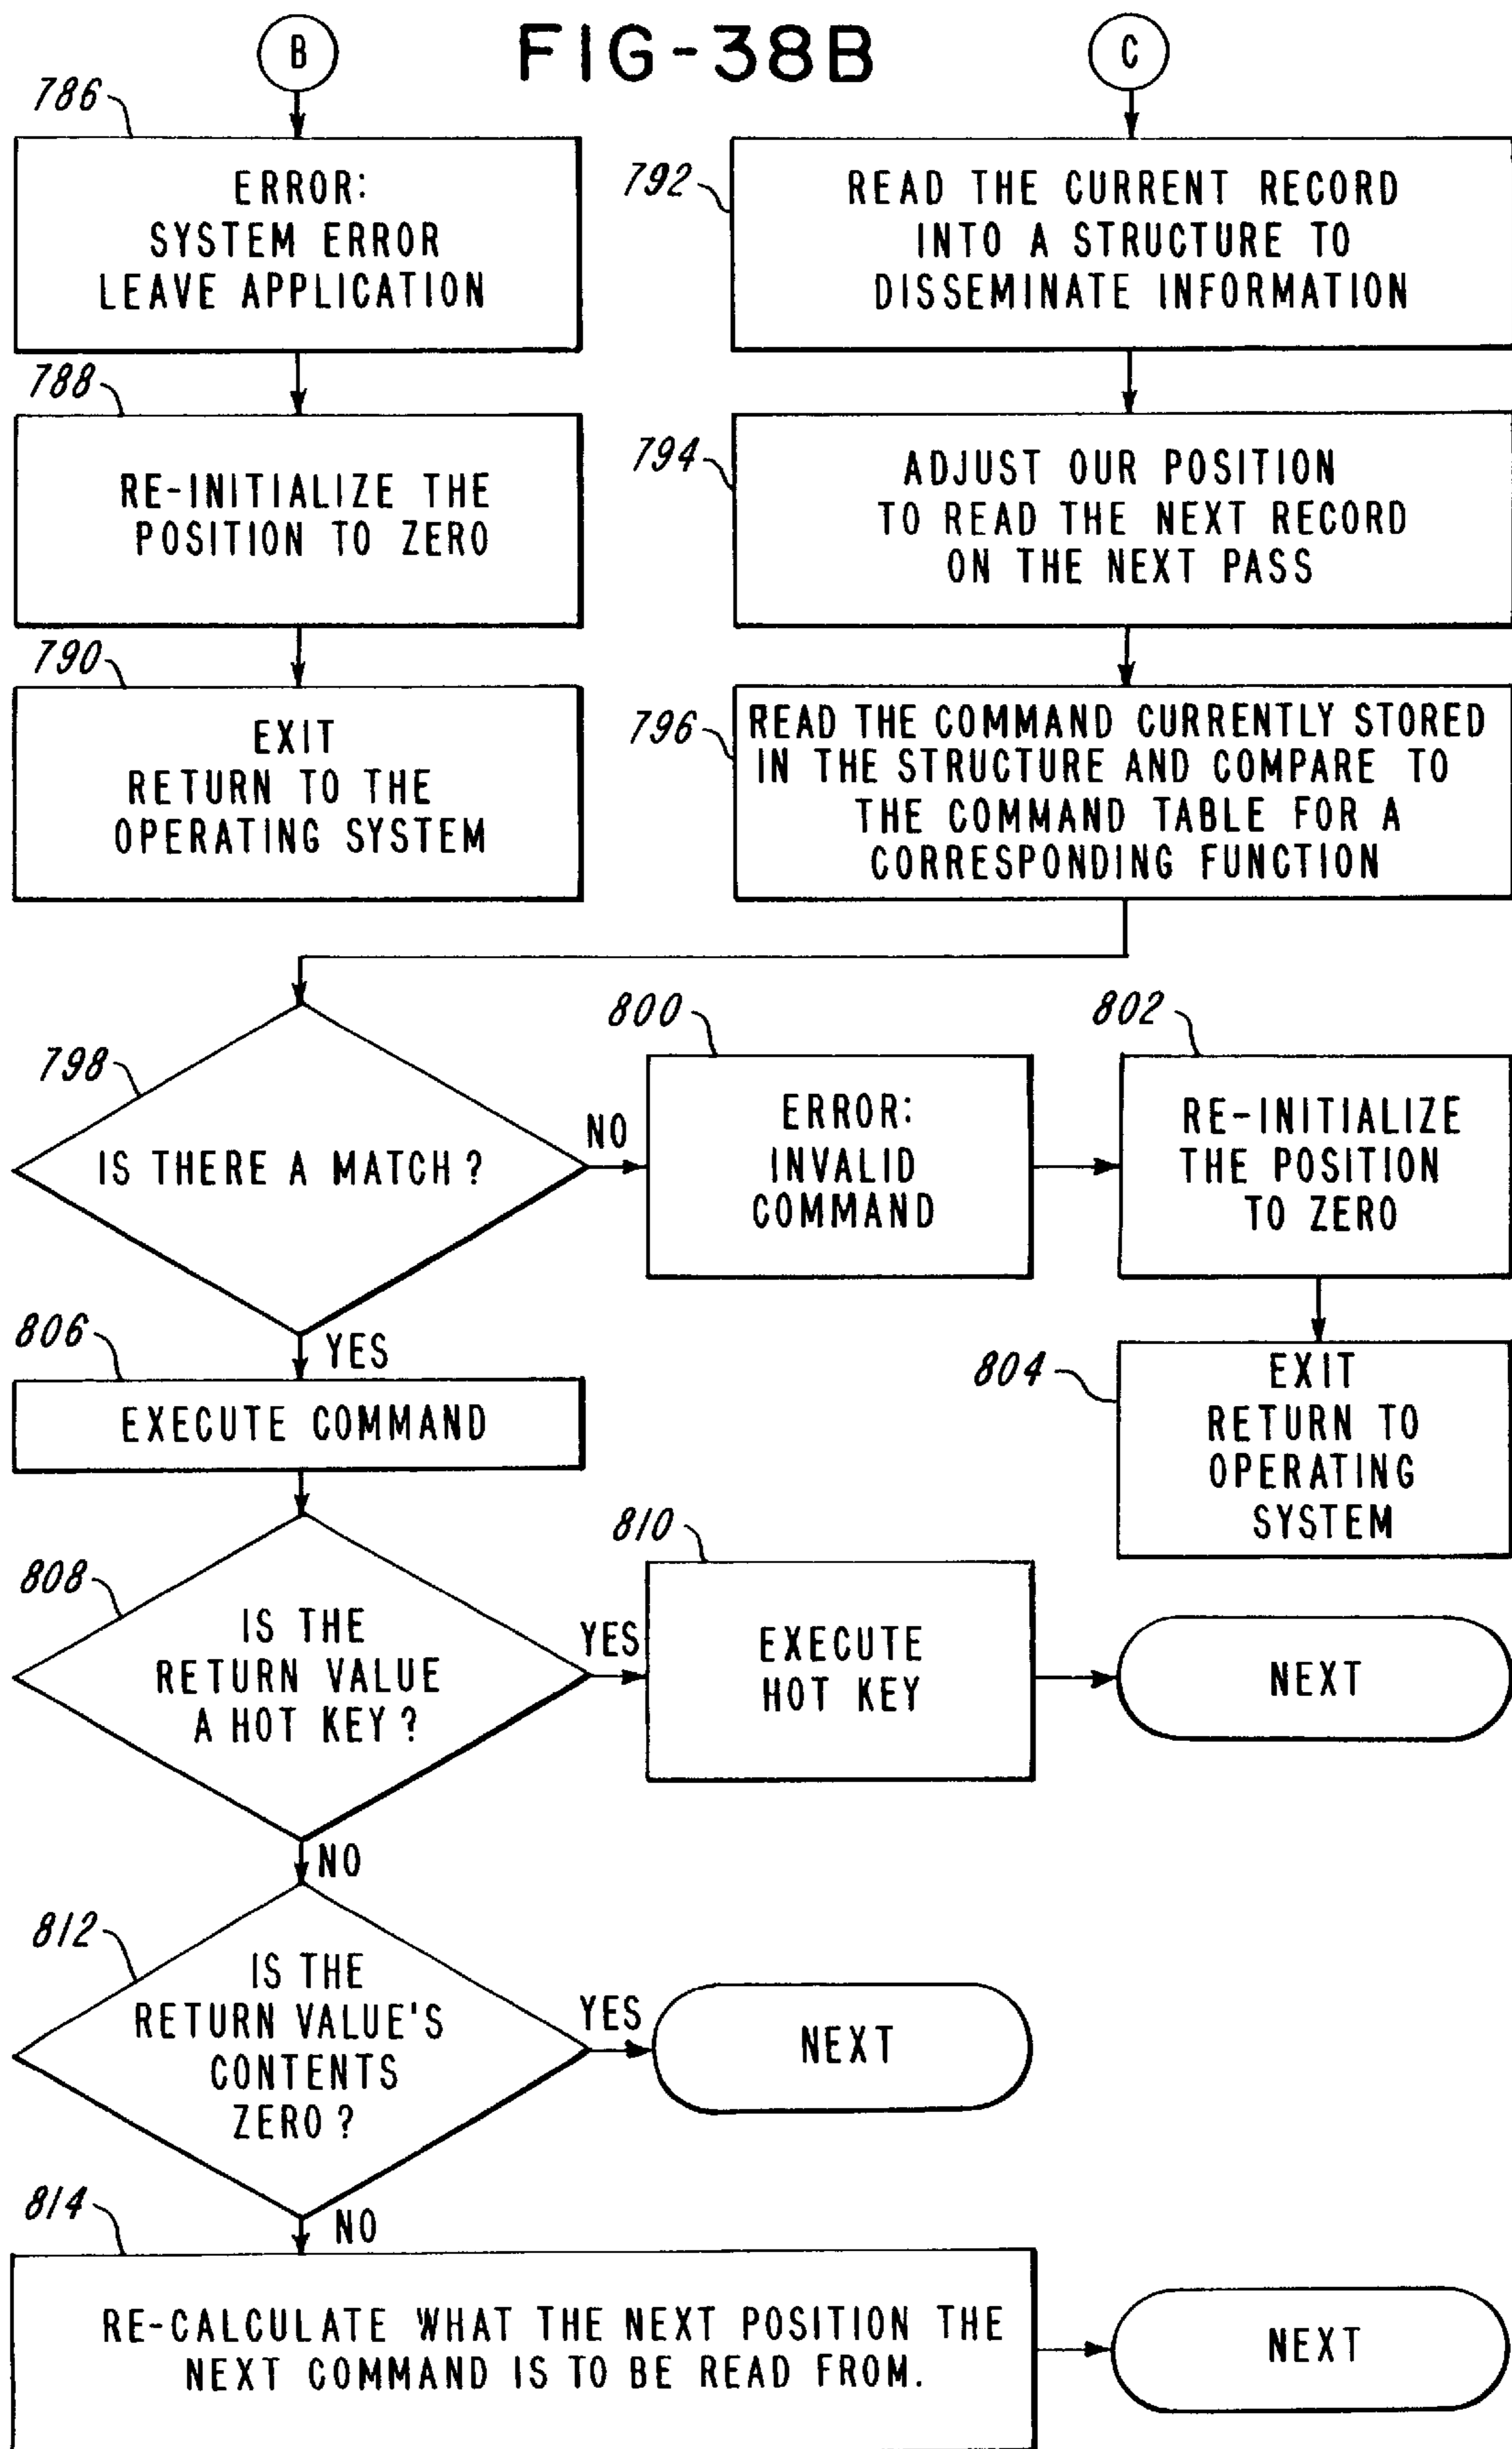 FIG-38B
B
786
ERROR:
SYSTEM ERROR
LEAVE APPLICATION
788
RE-INITIALIZE THE
POSITION TO ZERO
790
EXIT
RETURN TO THE
OPERATING SYSTEM
C
792
READ THE CURRENT RECORD
INTO A STRUCTURE TO
DISSEMINATE INFORMATION
794
ADJUST OUR POSITION
TO READ THE NEXT RECORD
ON THE NEXT PASS
796
READ THE COMMAND CURRENTLY STORED
IN THE STRUCTURE AND COMPARE TO
THE COMMAND TABLE FOR A
CORRESPONDING FUNCTION
798
IS THERE A MATCH?
NO
800
ERROR:
INVALID
COMMAND
802
RE-INITIALIZE
THE POSITION
TO ZERO
804
EXIT
RETURN TO
OPERATING
SYSTEM
YES
806
EXECUTE COMMAND
808
IS THE
RETURN VALUE
A HOT KEY?
YES
810
EXECUTE
HOT KEY
NEXT
NO
812
IS THE
RETURN VALUE'S
CONTENTS
ZERO?
YES
NEXT
NO
814
RE-CALCULATE WHAT THE NEXT POSITION THE
NEXT COMMAND IS TO BE READ FROM.
NEXT